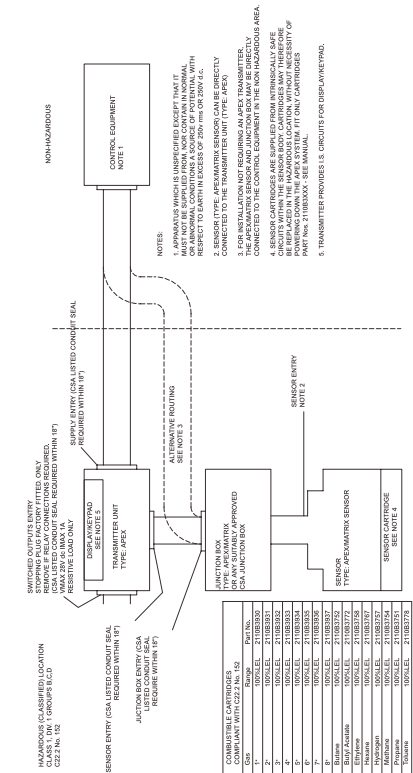 HAZARDOUS (CLASSIFIED) LOCATION
CLASS 1, DIV. 1 GROUPS B,C,D
C22.2 No. 152
NON-HAZARDOUS
SWITCHED OUTPUTS ENTRY
STOPPING PLUG FACTORY FITTED. ONLY
REMOVE IF RELAY CONNECTIONS REQUIRED.
(CSA LISTED CONDUIT SEAL REQUIRED WITHIN 18")
VMAX 28V dc IMAX 1A
RESISTIVE LOAD ONLY
SUPPLY ENTRY (CSA LISTED CONDUIT SEAL
REQUIRED WITHIN 18")
DISPLAY/KEYPAD
SEE NOTE 5
TRANSMITTER UNIT
TYPE: APEX
CONTROL EQUIPMENT
NOTE 1
SENSOR ENTRY (CSA LISTED CONDUIT SEAL
REQUIRED WITHIN 18")
JUCTION BOX ENTRY (CSA
LISTED CONDUIT SEAL
REQUIRE WITHIN 18")
ALTERNATIVE ROUTING
SEE NOTE 3
JUNCTION BOX
TYPE: APEX/MATRIX
OR ANY SUITABLY APPROVED
CSA JUNCTION BOX
SENSOR ENTRY
NOTE 2
SENSOR
TYPE: APEX/MATRIX SENSOR
SENSOR CARTRIDGE
SEE NOTE 4
NOTES:
1. APPARATUS WHICH IS UNSPECIFIED EXCEPT THAT IT
MUST NOT BE SUPPLIED FROM, NOR CONTAIN IN NORMAL
OR ABNORMAL CONDITIONS A SOURCE OF POTENTIAL WITH
RESPECT TO EARTH IN EXCESS OF 250v rms OR 250V d.c.
2. SENSOR (TYPE: APEX/MATRIX SENSOR) CAN BE DIRECTLY
CONNECTED TO THE TRANSMITTER UNIT (TYPE: APEX)
3. FOR INSTALLATION NOT REQUIRING AN APEX TRANSMITTER,
THE APEX/MATRIX SENSOR AND JUNCTION BOX MAY BE DIRECTLY
CONNECTED TO THE CONTROL EQUIPMENT IN THE NON HAZARDOUS AREA.
4. SENSOR CARTRIDGES ARE SUPPLIED FROM INTRINSICALLY SAFE
CIRCUITS WITHIN THE SENSOR BODY. CARTRIDGES MAY THEREFORE
BE REPLACED IN THE HAZARDOUS LOCATION, WITHOUT NECESSITY OF
POWERING DOWN THE APEX SYSTEM. FIT ONLY CARTRIDGES
PART Nos. 2110B3XXX - SEE MANUAL
5. TRANSMITTER PROVIDES I.S. CIRCUITS FOR DISPLAY/KEYPAD.
COMBUSTIBLE CARTRIDGES
COMPLIANT WITH C22.2 No. 152
Gas Range Part No.
1* 100%LEL 2110B3930
2* 100%LEL 2110B3931
3* 100%LEL 2110B3932
4* 100%LEL 2110B3933
5* 100%LEL 2110B3934
6* 100%LEL 2110B3935
7* 100%LEL 2110B3936
8* 100%LEL 2110B3937
Butane 100%LEL 2110B3752
Butyl Acetate 100%LEL 2110B3772
Ethylene 100%LEL 2110B3758
Hexane 100%LEL 2110B3767
Hydrogen 100%LEL 2110B3757
Methane 100%LEL 2110B3754
Propane 100%LEL 2110B3751
Toluene 100%LEL 2110B3778